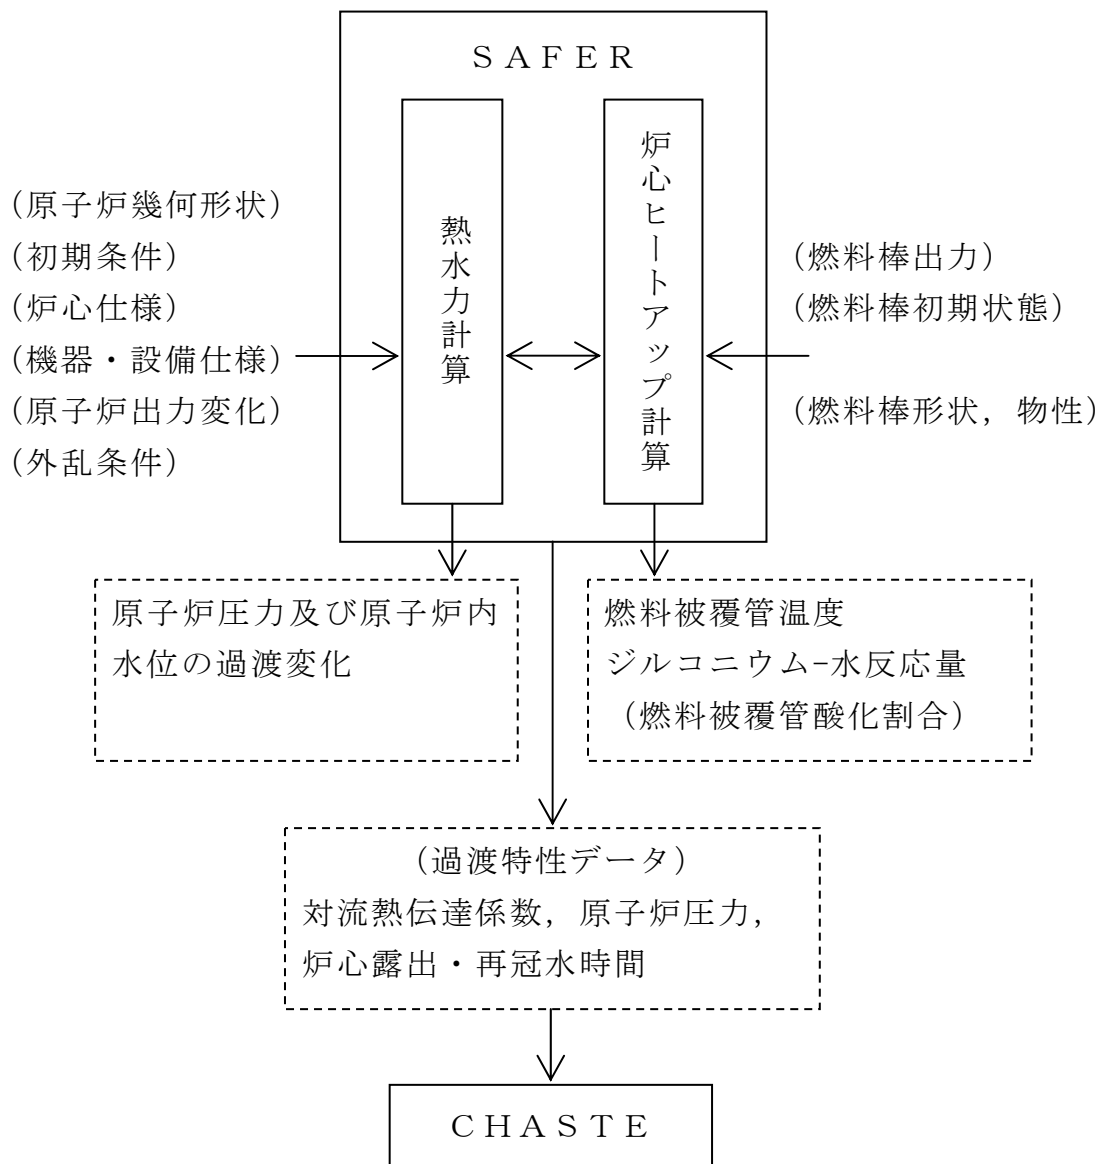 ＳＡＦＥＲ
(原子炉幾何形状)
(初期条件)
(炉心仕様)
(機器・設備仕様)
(原子炉出力変化)
(外乱条件)
熱水力計算
炉心ヒートアップ計算
(燃料棒出力)
(燃料棒初期状態)
(燃料棒形状，物性)
原子炉圧力及び原子炉内
水位の過渡変化
燃料被覆管温度
ジルコニウム−水反応量
（燃料被覆管酸化割合）
（過渡特性データ）
対流熱伝達係数，原子炉圧力，
炉心露出・再冠水時間
ＣＨＡＳＴＥ